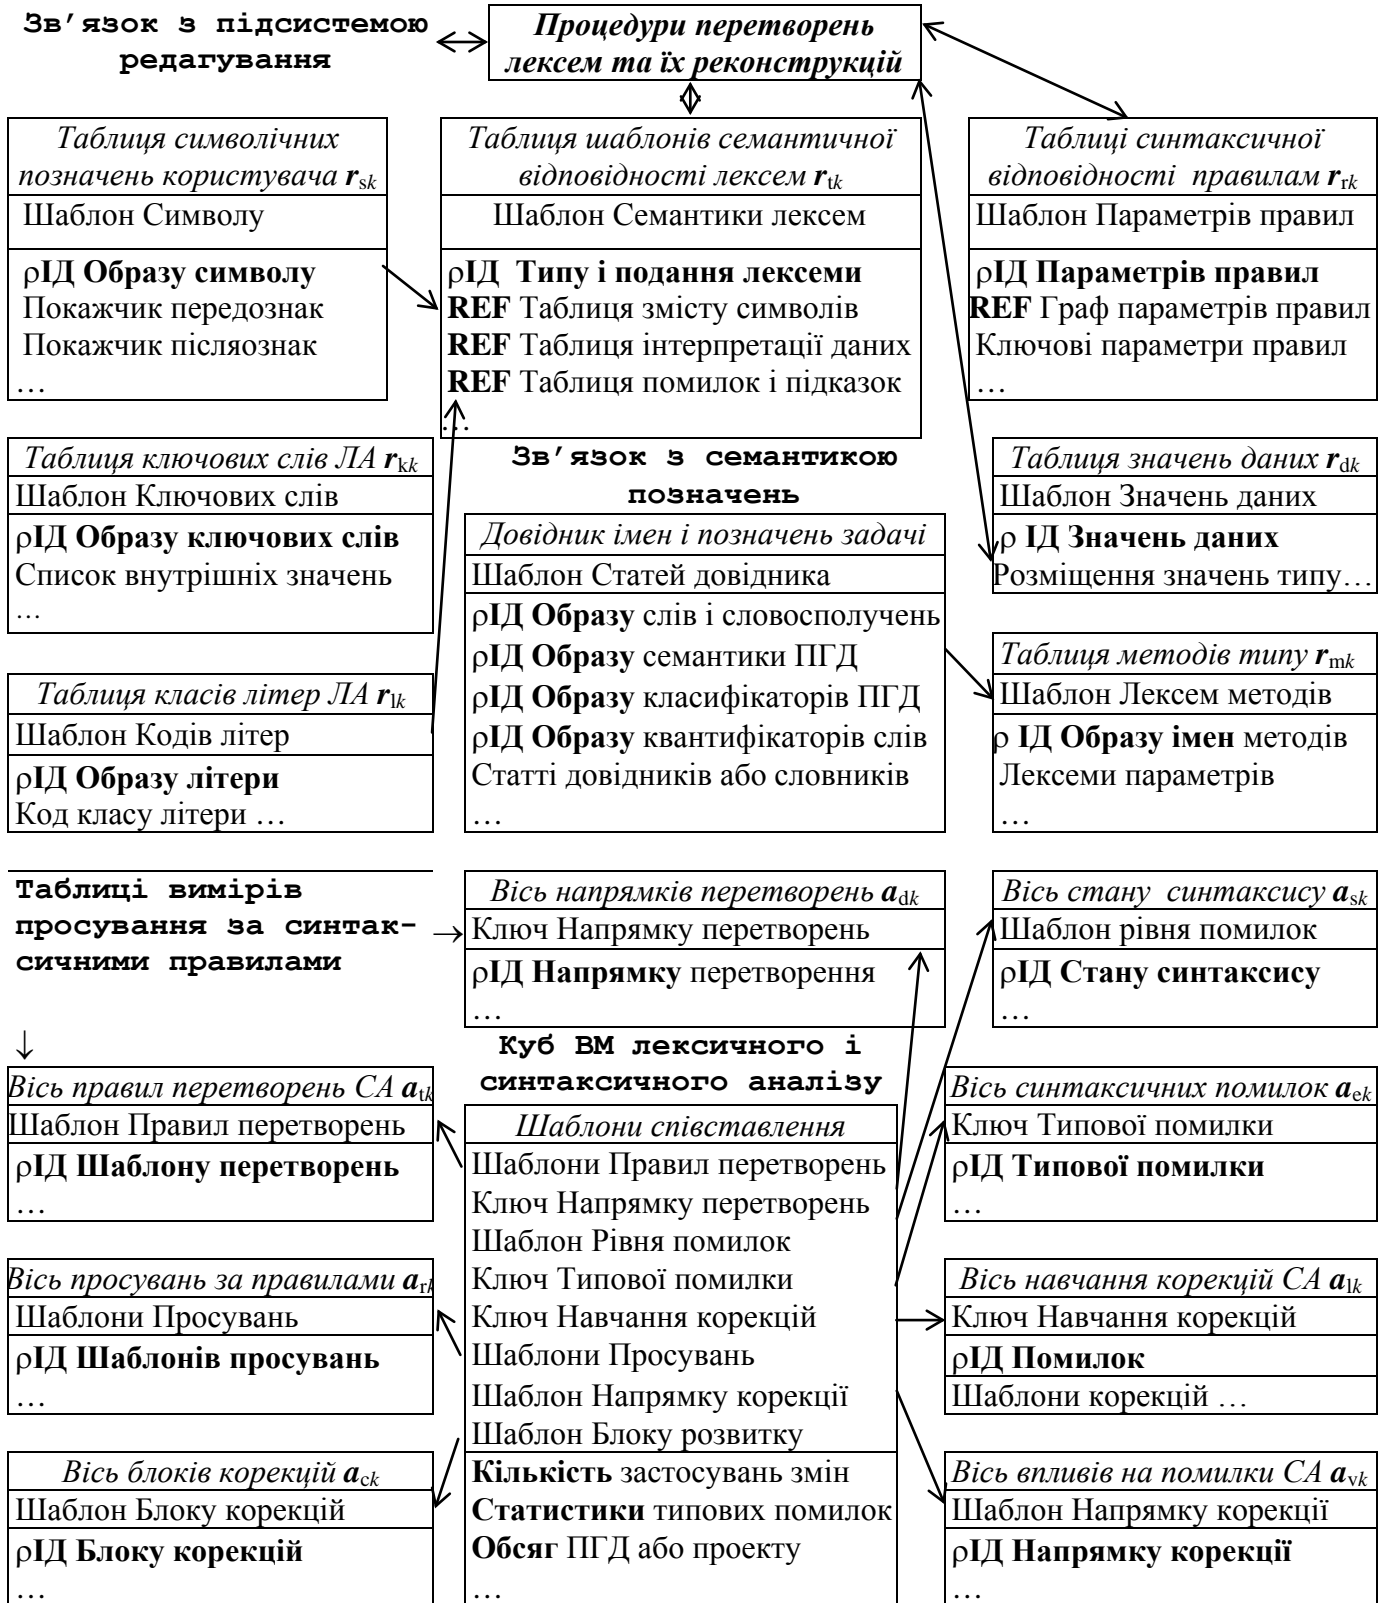 Зв’язок з підсистемою
редагування
Процедури перетворень
лексем та їх реконструкцій
Таблиця символічних
позначень користувача rsk
Шаблон Символу
ρІД Образу символу
Покажчик передознак
Покажчик післяознак
…
Таблиця шаблонів семантичної
відповідності лексем rtk
Шаблон Семантики лексем
ρІД Типу і подання лексеми
REF Таблиця змісту символів
REF Таблиця інтерпретації даних
REF Таблиця помилок і підказок
…
Таблиці синтаксичної
відповідності правилам rrk
Шаблон Параметрів правил
ρІД Параметрів правил
REF Граф параметрів правил
Ключові параметри правил
…
Таблиця ключових слів ЛА rkk
Шаблон Ключових слів
ρІД Образу ключових слів
Список внутрішніх значень
…
Зв’язок з семантикою
позначень
Довідник імен і позначень задачі
Шаблон Статей довідника
ρІД Образу слів і словосполучень
ρІД Образу семантики ПГД
ρІД Образу класифікаторів ПГД
ρІД Образу квантифікаторів слів
Статті довідників або словників
…
Таблиця значень даних rdk
Шаблон Значень даних
ρ ІД Значень даних
Розміщення значень типу…
Таблиця класів літер ЛА rlk
Шаблон Кодів літер
ρІД Образу літери
Код класу літери …
Таблиця методів типу rmk
Шаблон Лексем методів
ρ ІД Образу імен методів
Лексеми параметрів
…
Таблиці вимірів
просування за синтак-
сичними правилами
Вісь напрямків перетворень adk
Ключ Напрямку перетворень
ρІД Напрямку перетворення
…
Вісь стану синтаксису ask
Шаблон рівня помилок
ρІД Стану синтаксису
…
Куб ВМ лексичного і
синтаксичного аналізу
Вісь правил перетворень СА atk
Шаблон Правил перетворень
ρІД Шаблону перетворень
…
Шаблони співставлення
Шаблони Правил перетворень
Ключ Напрямку перетворень
Шаблон Рівня помилок
Ключ Типової помилки
Ключ Навчання корекцій
Шаблони Просувань
Шаблон Напрямку корекції
Шаблон Блоку розвитку
Кількість застосувань змін
Статистики типових помилок
Обсяг ПГД або проекту
…
Вісь синтаксичних помилок aek
Ключ Типової помилки
ρІД Типової помилки
…
Вісь просувань за правилами ark
Шаблони Просувань
ρІД Шаблонів просувань
…
Вісь навчання корекцій СА alk
Ключ Навчання корекцій
ρІД Помилок
Шаблони корекцій …
Вісь блоків корекцій ack
Шаблон Блоку корекцій
ρІД Блоку корекцій
…
Вісь впливів на помилки СА avk
Шаблон Напрямку корекції
ρІД Напрямку корекції
…